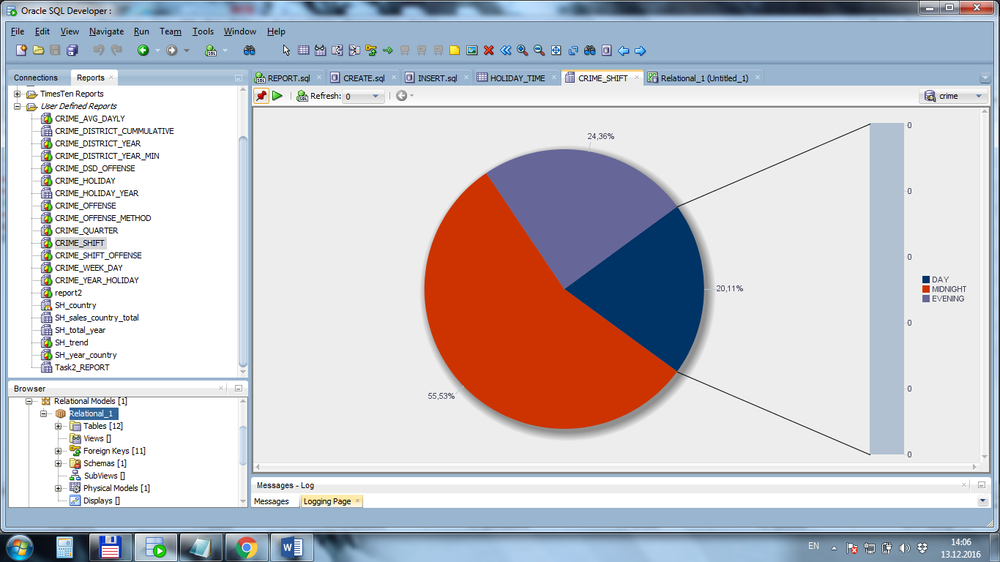 Oracle SQL Developer :
File Edit View Navigate Run Team Tools Window Help
Connections Reports
TimesTen Reports
User Defined Reports
CRIME_AVG_DAYLY
CRIME_DISTRICT_CUMMULATIVE
CRIME_DISTRICT_YEAR
CRIME_DISTRICT_YEAR_MIN
CRIME_DSD_OFFENSE
CRIME_HOLIDAY
CRIME_HOLIDAY_YEAR
CRIME_OFFENSE
CRIME_OFFENSE_METHOD
CRIME_QUARTER
CRIME_SHIFT
CRIME_SHIFT_OFFENSE
CRIME_WEEK_DAY
CRIME_YEAR_HOLIDAY
report2
SH_country
SH_sales_country_total
SH_total_year
SH_trend
SH_year_country
Task2_REPORT
Browser
Relational Models [1]
Relational_1
Tables [12]
Views []
Foreign Keys [11]
Schemas [1]
SubViews []
Physical Models [1]
Displays []
REPORT.sql CREATE.sql INSERT.sql HOLIDAY_TIME CRIME_SHIFT Relational_1 (Untitled_1)
Refresh: 0 crime
24,36%
20,11%
55,53%
0
0
0
0
0
0
DAY
MIDNIGHT
EVENING
Messages - Log
Messages Logging Page
EN
14:06
13.12.2016